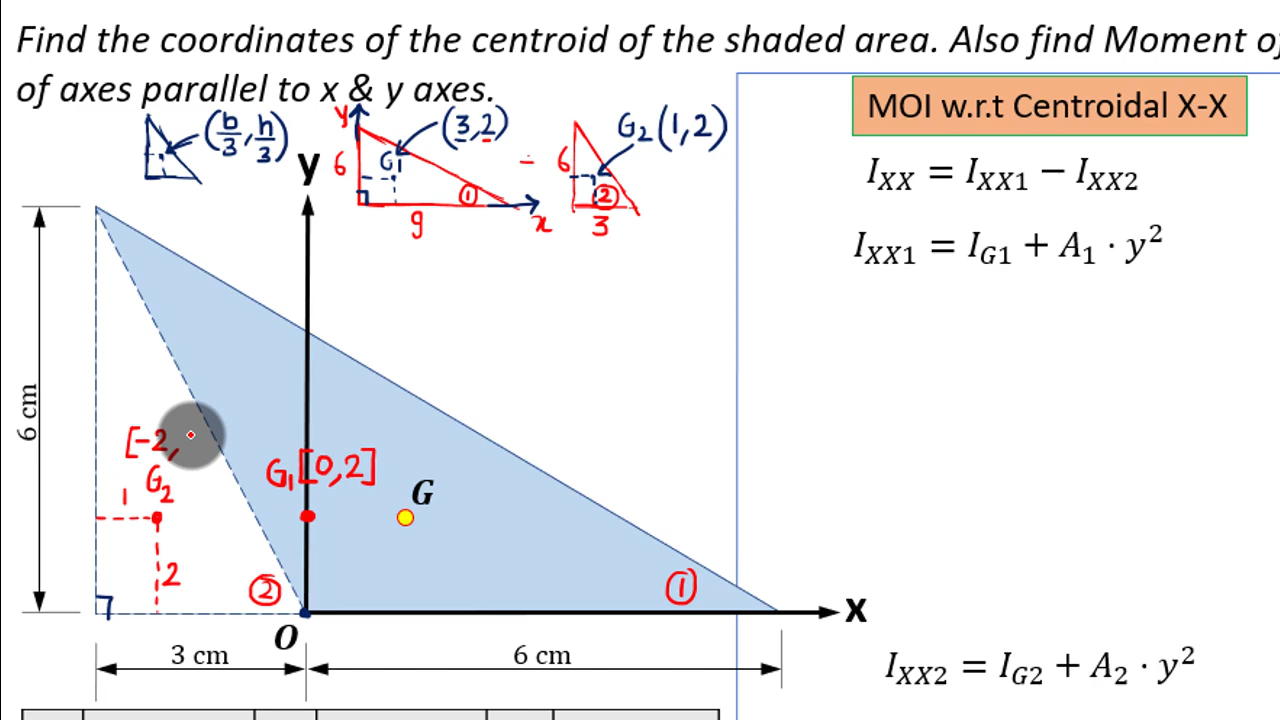 Find the coordinates of the centroid of the shaded area. Also find Moment of
of axes parallel to x & y axes.
MOI w.r.t Centroidal X-X
(b/3, h/3)
y
y
6
G₁
(3,2)
①
9
x
-
6
②
3
G₂(1,2)
I_XX = I_XX1 − I_XX2
I_XX1 = I_G1 + A₁ · y²
6 cm
[-2,
G₂
1
2
②
G₁[0,2]
G
①
O
x
3 cm
6 cm
I_XX2 = I_G2 + A₂ · y²